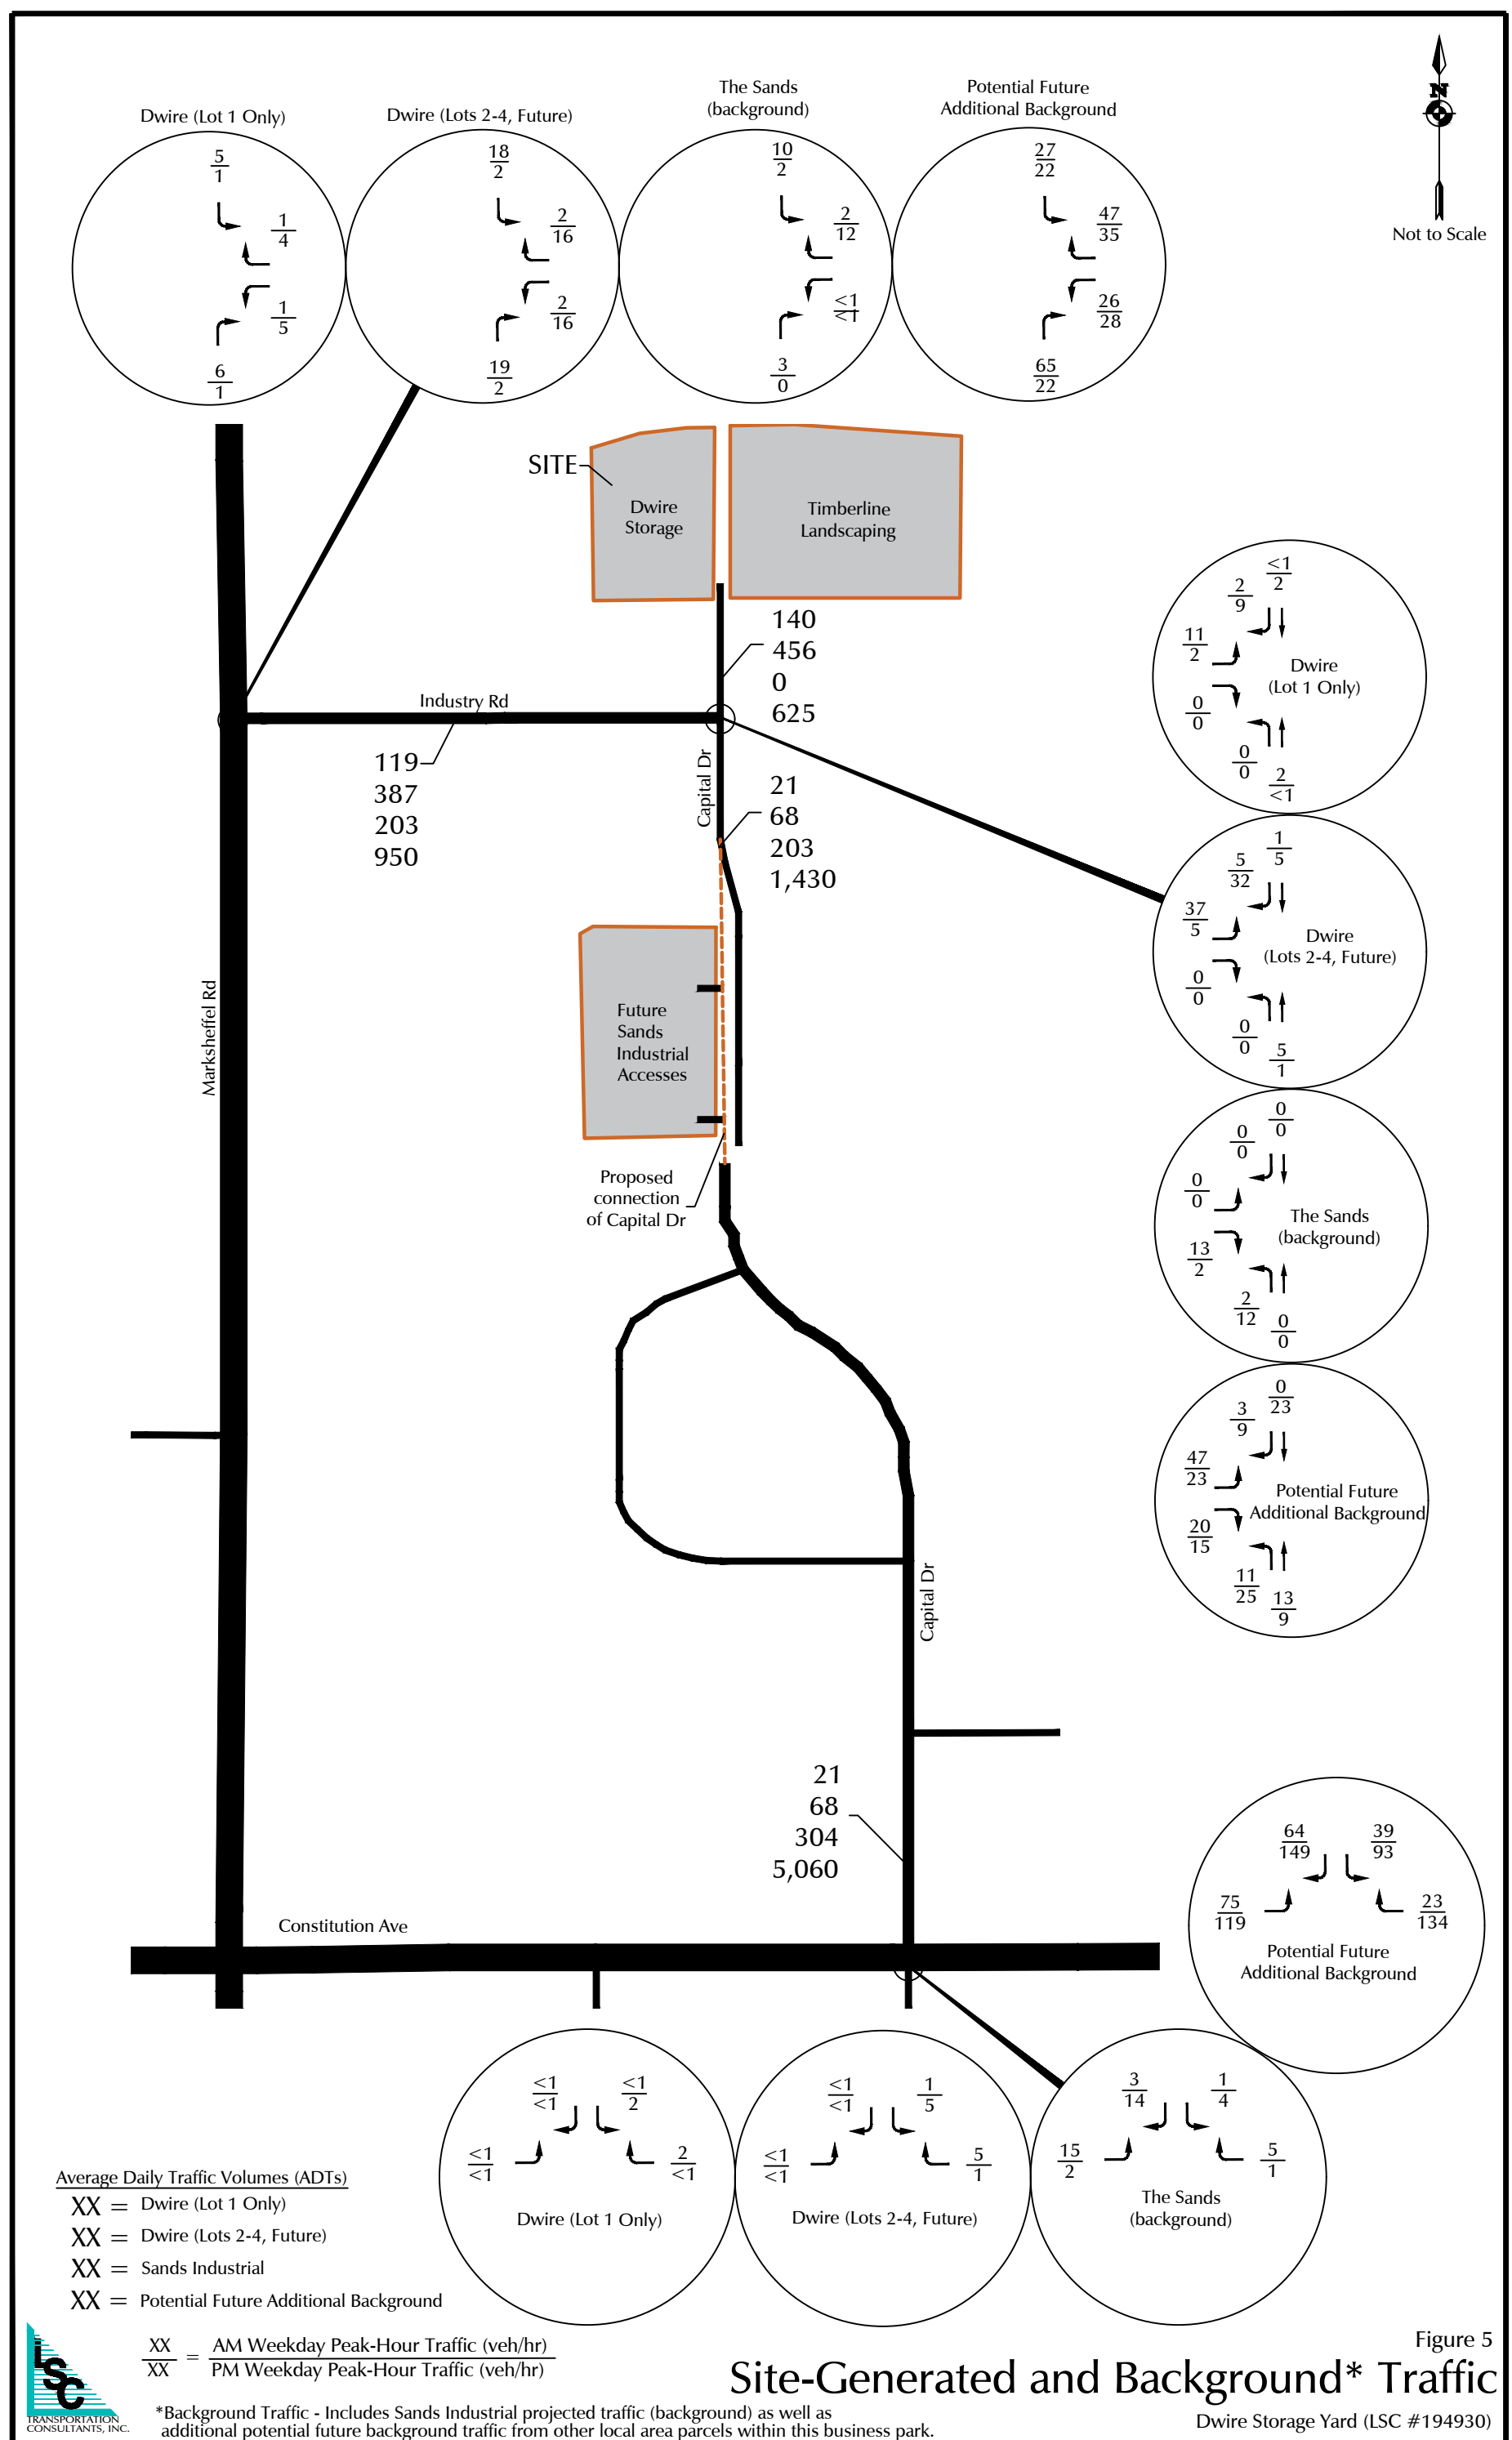 Dwire (Lot 1 Only)
5
1
1
4
1
5
6
1
Dwire (Lots 2-4, Future)
18
2
2
16
2
16
19
2
The Sands
(background)
10
2
2
12
<1
<1
3
0
Potential Future
Additional Background
27
22
47
35
26
28
65
22
N
Not to Scale
SITE
Dwire
Storage
Timberline
Landscaping
140
456
0
625
Industry Rd
119
387
203
950
Capital Dr
21
68
203
1,430
Marksheffel Rd
Future
Sands
Industrial
Accesses
Proposed
connection
of Capital Dr
<1
2
2
9
11
2
Dwire
(Lot 1 Only)
0
0
0
0
2
<1
1
5
5
32
37
5
Dwire
(Lots 2-4, Future)
0
0
0
0
5
1
0
0
0
0
0
0
The Sands
(background)
13
2
2
12
0
0
0
23
3
9
47
23
Potential Future
Additional Background
20
15
11
25
13
9
Capital Dr
21
68
304
5,060
Constitution Ave
64
149
39
93
75
119
23
134
Potential Future
Additional Background
<1
<1
<1
2
<1
<1
2
<1
Dwire (Lot 1 Only)
<1
<1
1
5
<1
<1
5
1
Dwire (Lots 2-4, Future)
3
14
1
4
15
2
5
1
The Sands
(background)
Average Daily Traffic Volumes (ADTs)
XX = Dwire (Lot 1 Only)
XX = Dwire (Lots 2-4, Future)
XX = Sands Industrial
XX = Potential Future Additional Background
XX = AM Weekday Peak-Hour Traffic (veh/hr)
XX PM Weekday Peak-Hour Traffic (veh/hr)
*Background Traffic - Includes Sands Industrial projected traffic (background) as well as
additional potential future background traffic from other local area parcels within this business park.
LSC
TRANSPORTATION
CONSULTANTS, INC.
Figure 5
Site-Generated and Background* Traffic
Dwire Storage Yard (LSC #194930)